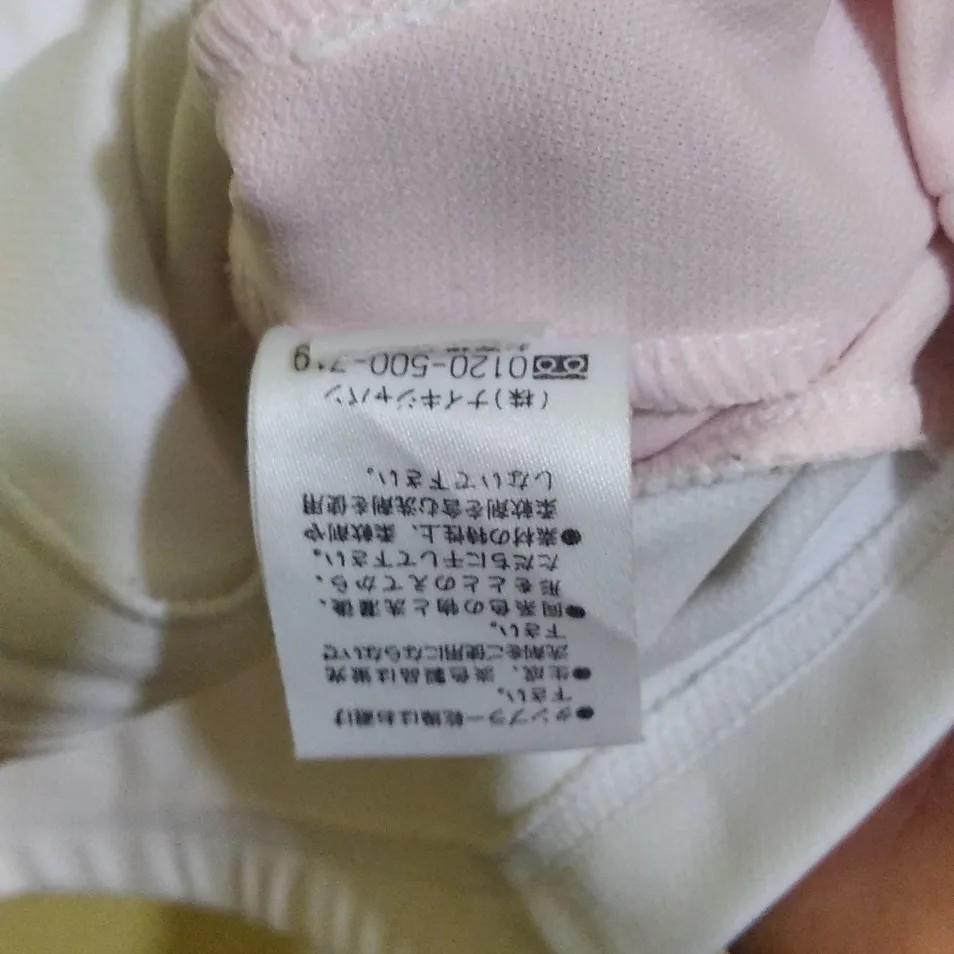 ●タンブラー乾燥はお避け
下さい。
●生成、淡色製品は蛍光
洗剤をご使用にならないで
下さい。
●同系色の物と洗濯後、
形をととのえてから、
ただちに干して下さい。
●素材の特性上、柔軟剤や
柔軟剤を含む洗剤を使用
しないで下さい。
(株)ナイキジャパン
0120-500-719